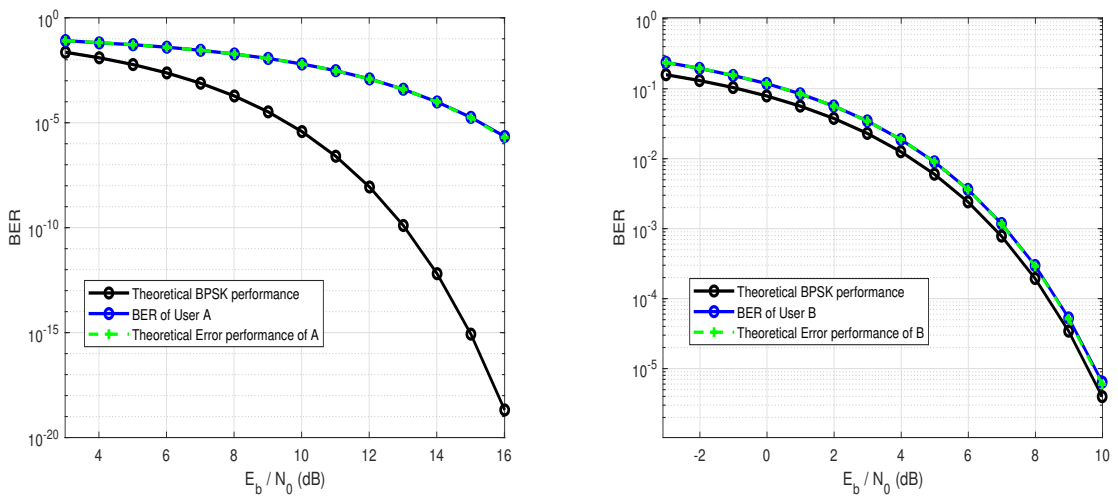 10^0
10^-5
10^-10
10^-15
10^-20
BER
4 6 8 10 12 14 16
E_b / N_0 (dB)
Theoretical BPSK performance
BER of User A
Theoretical Error performance of A
10^0
10^-1
10^-2
10^-3
10^-4
10^-5
BER
-2 0 2 4 6 8 10
E_b / N_0 (dB)
Theoretical BPSK performance
BER of User B
Theoretical Error performance of B